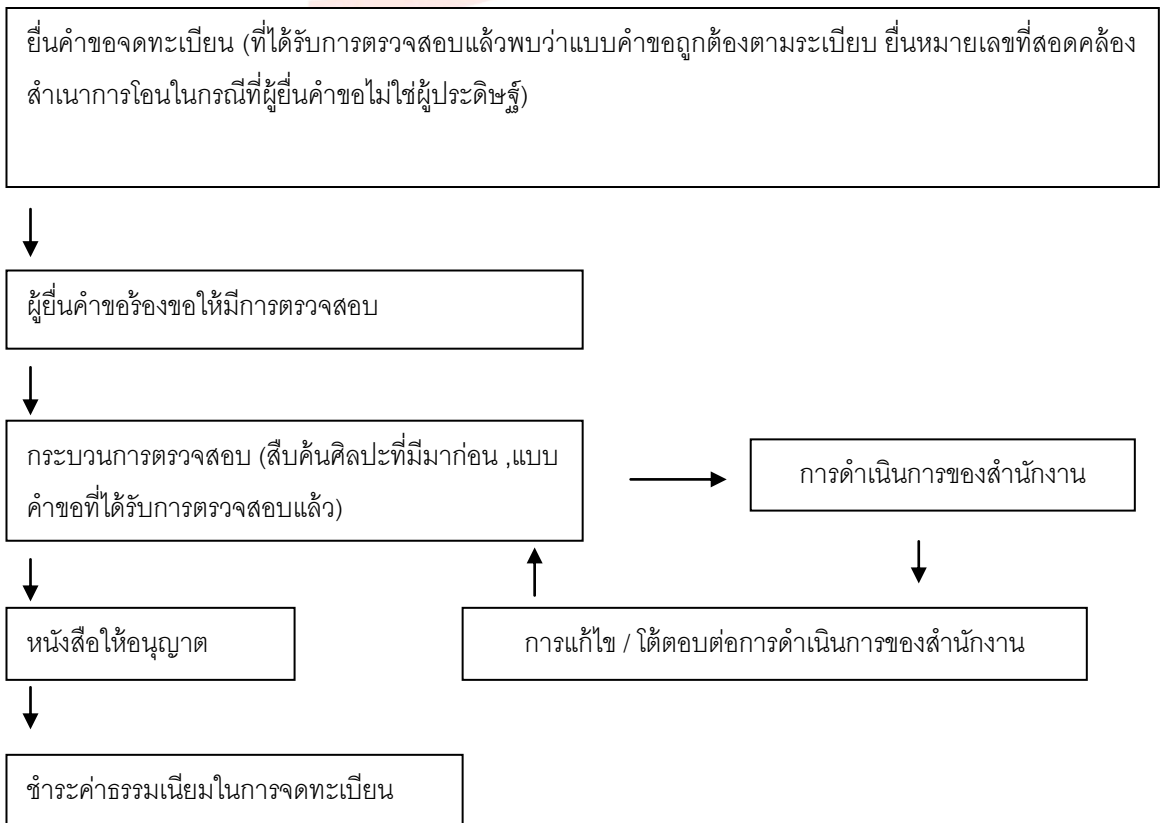 ยื่นคำขอจดทะเบียน (ที่ได้รับการตรวจสอบแล้วพบว่าแบบคำขอถูกต้องตามระเบียบ ยื่นหมายเลขที่สอดคล้อง
สำเนาการโอนในกรณีที่ผู้ยื่นคำขอไม่ใช่ผู้ประดิษฐ์)
ผู้ยื่นคำขอร้องขอให้มีการตรวจสอบ
กระบวนการตรวจสอบ (สืบค้นศิลปะที่มีมาก่อน ,แบบ
คำขอที่ได้รับการตรวจสอบแล้ว)
การดำเนินการของสำนักงาน
หนังสือให้อนุญาต
การแก้ไข / โต้ตอบต่อการดำเนินการของสำนักงาน
ชำระค่าธรรมเนียมในการจดทะเบียน